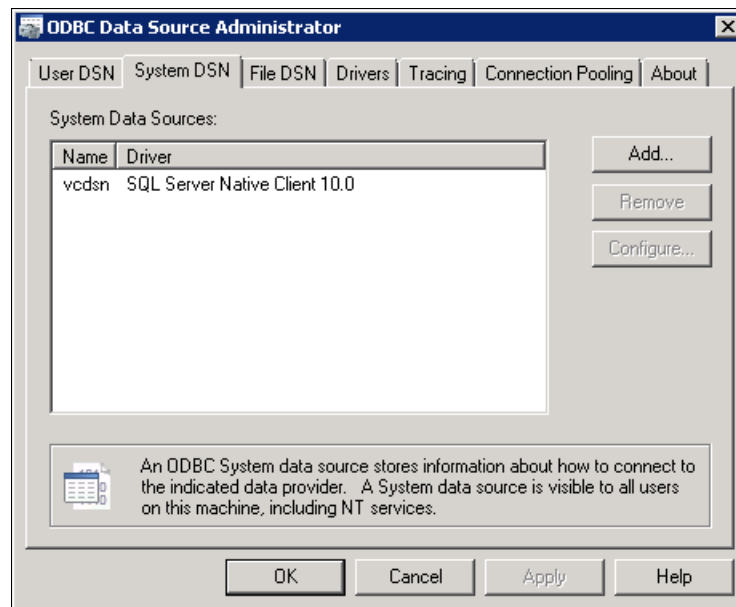 ODBC Data Source Administrator
User DSN System DSN File DSN Drivers Tracing Connection Pooling About
System Data Sources:
Name Driver Add...
vcdsn SQL Server Native Client 10.0
Remove
Configure...
An ODBC System data source stores information about how to connect to
the indicated data provider. A System data source is visible to all users
on this machine, including NT services.
OK Cancel Apply Help